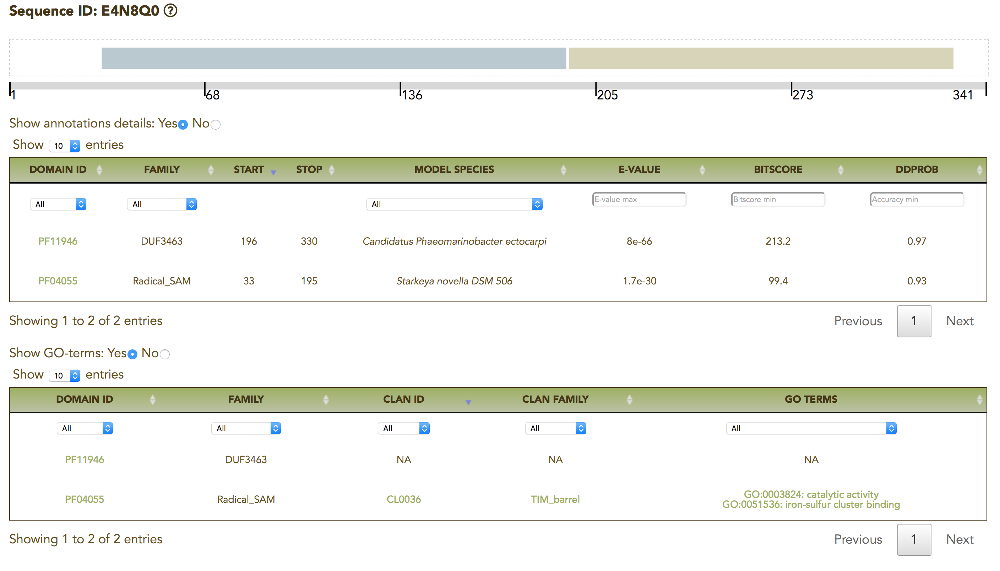 Sequence ID: E4N8Q0 ?
1 68 136 205 273 341
Show annotations details: Yes No
Show 10 entries
DOMAIN ID FAMILY START STOP MODEL SPECIES E-VALUE BITSCORE DDPROB
All All All E-value max Bitscore min Accuracy min
PF11946 DUF3463 196 330 Candidatus Phaeomarinobacter ectocarpi 8e-66 213.2 0.97
PF04055 Radical_SAM 33 195 Starkeya novella DSM 506 1.7e-30 99.4 0.93
Showing 1 to 2 of 2 entries Previous 1 Next
Show GO-terms: Yes No
Show 10 entries
DOMAIN ID FAMILY CLAN ID CLAN FAMILY GO TERMS
All All All All All
PF11946 DUF3463 NA NA NA
PF04055 Radical_SAM CL0036 TIM_barrel GO:0003824: catalytic activity
GO:0051536: iron-sulfur cluster binding
Showing 1 to 2 of 2 entries Previous 1 Next